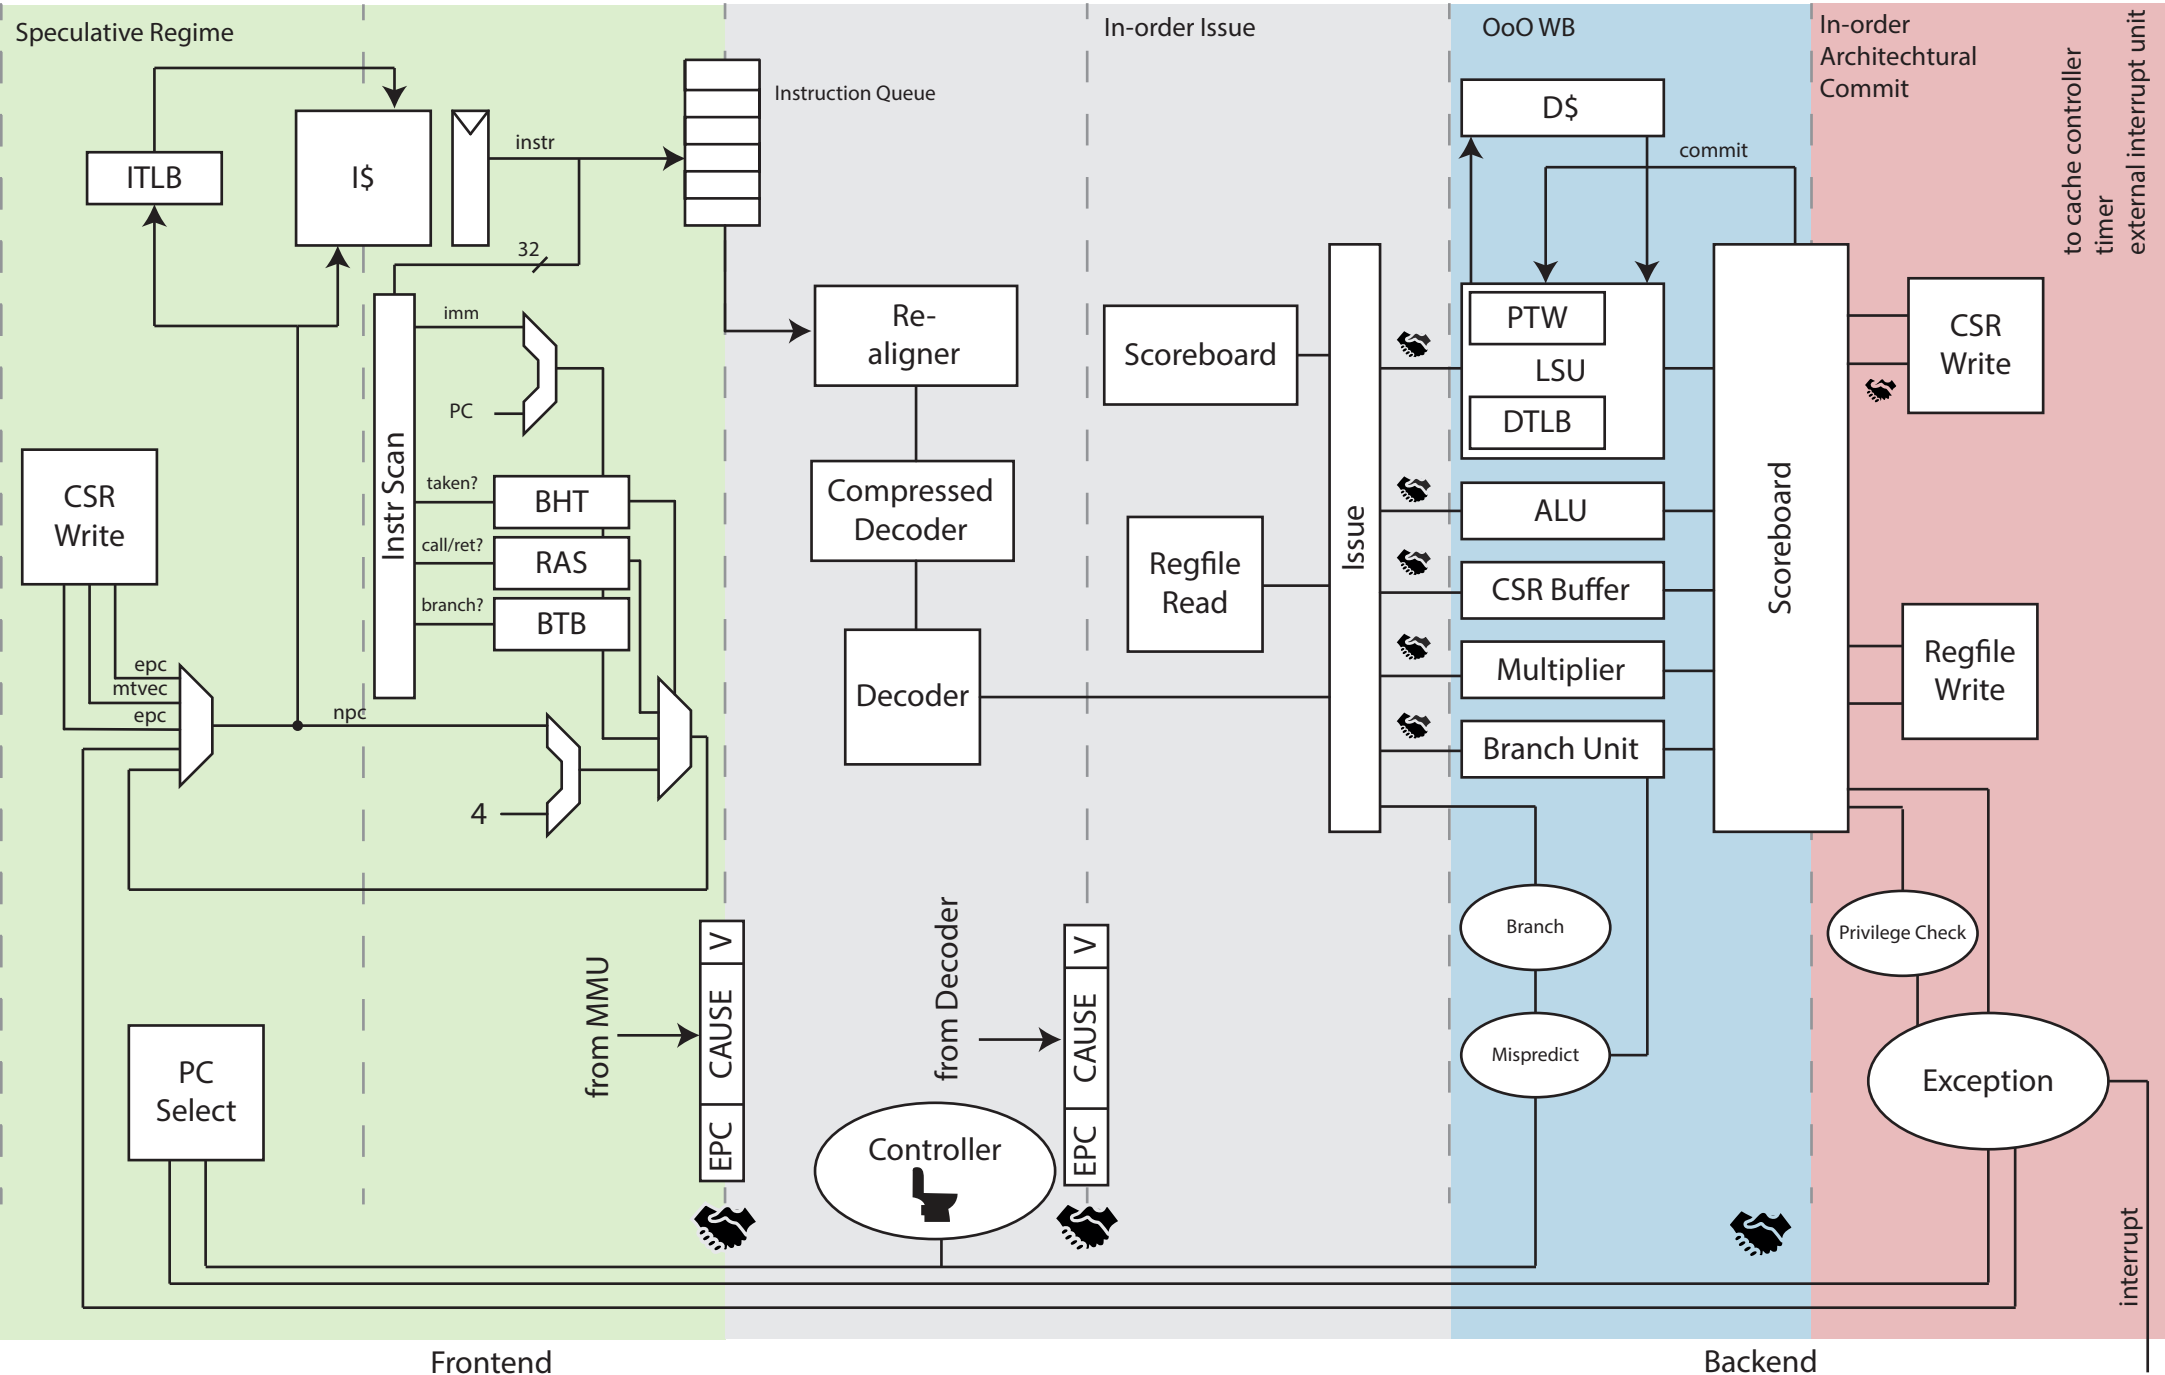 Speculative Regime
In-order Issue
OoO WB
In-order
Architechtural
Commit
to cache controller
timer
external interrupt unit
Instruction Queue
D$
instr
commit
ITLB
I$
32
imm
Re-
aligner
Scoreboard
PTW
LSU
DTLB
CSR
Write
PC
Instr Scan
CSR
Write
taken?
BHT
Compressed
Decoder
Issue
ALU
Scoreboard
call/ret?
RAS
Regfile
Read
CSR Buffer
branch?
BTB
epc
mtvec
epc
npc
Decoder
Multiplier
Regfile
Write
Branch Unit
4
from MMU
V
CAUSE
EPC
from Decoder
V
CAUSE
EPC
Branch
Privilege Check
Mispredict
PC
Select
Exception
Controller
interrupt
Frontend
Backend